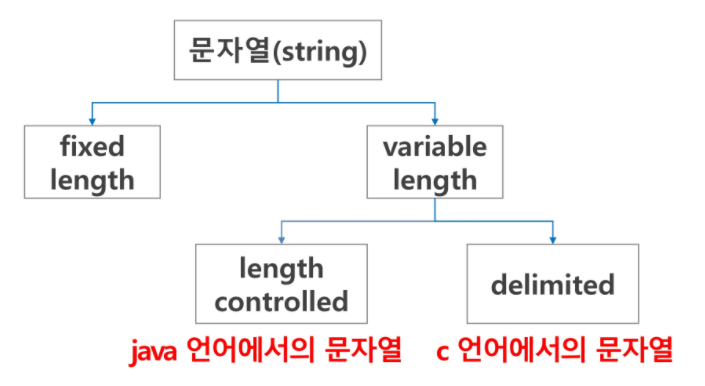 문자열(string)
fixed
length
variable
length
length
controlled
delimited
java 언어에서의 문자열
c 언어에서의 문자열